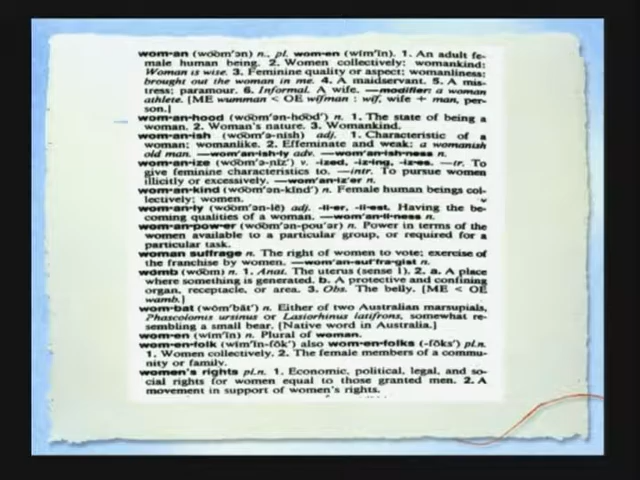 wom·an (wo͝om′ən) n., pl. wom·en (wĭm′ĭn). 1. An adult fe-
male human being. 2. Women collectively; womankind:
Woman is wise. 3. Feminine quality or aspect; womanliness:
brought out the woman in me. 4. A maidservant. 5. A mis-
tress; paramour. 6. Informal. A wife. —modifier: a woman
athlete. [ME wumman < OE wīfman : wīf, wife + man, per-
son.]
wom·an·hood (wo͝om′ən-ho͝od′) n. 1. The state of being a
woman. 2. Woman's nature. 3. Womankind.
wom·an·ish (wo͝om′ə-nĭsh) adj. 1. Characteristic of a
woman; womanlike. 2. Effeminate and weak: a womanish
old man. —wom′an·ish·ly adv. —wom′an·ish·ness n.
wom·an·ize (wo͝om′ə-nīz′) v. -ized, -iz·ing, -iz·es. —tr. To
give feminine characteristics to. —intr. To pursue women
illicitly or excessively. —wom′an·iz′er n.
wom·an·kind (wo͝om′ən-kīnd′) n. Female human beings col-
lectively; women.
wom·an·ly (wo͝om′ən-lē) adj. -li·er, -li·est. Having the be-
coming qualities of a woman. —wom′an·li·ness n.
wom·an·pow·er (wo͝om′ən-pou′ər) n. Power in terms of the
women available to a particular group, or required for a
particular task.
woman suffrage n. The right of women to vote; exercise of
the franchise by women. —wom′an-suf′fra·gist n.
womb (wo͞om) n. 1. Anat. The uterus (sense 1). 2. a. A place
where something is generated. b. A protective and confining
organ, receptacle, or area. 3. Obs. The belly. [ME < OE
wamb.]
wom·bat (wŏm′băt′) n. Either of two Australian marsupials,
Phascolomis ursinus or Lasiorhinus latifrons, somewhat re-
sembling a small bear. [Native word in Australia.]
wom·en (wĭm′ĭn) n. Plural of woman.
wom·en·folk (wĭm′ĭn-fōk′) also wom·en·folks (-fōks′) pl.n.
1. Women collectively. 2. The female members of a commu-
nity or family.
women's rights pl.n. 1. Economic, political, legal, and so-
cial rights for women equal to those granted men. 2. A
movement in support of women's rights.